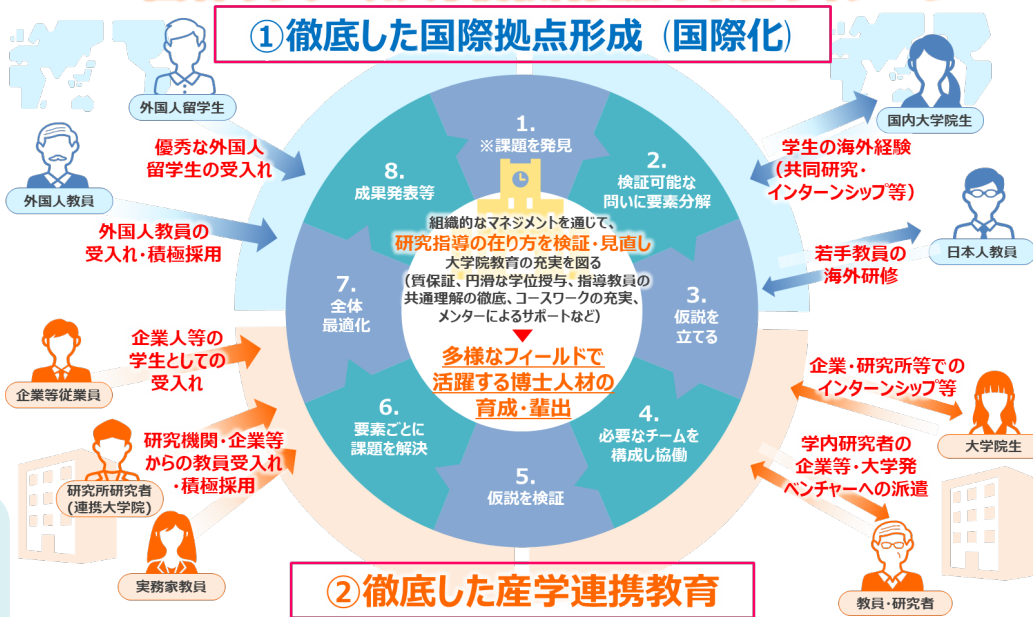 ①徹底した国際拠点形成（国際化）
外国人留学生
優秀な外国人
留学生の受入れ
外国人教員
外国人教員の
受入れ・積極採用
国内大学院生
学生の海外経験
（共同研究・
インターンシップ等）
日本人教員
若手教員の
海外研修
1.
※課題を発見
2.
検証可能な
問いに要素分解
3.
仮説を
立てる
4.
必要なチームを
構成し協働
5.
仮説を検証
6.
要素ごとに
課題を解決
7.
全体
最適化
8.
成果発表等
組織的なマネジメントを通じて、
研究指導の在り方を検証・見直し
大学院教育の充実を図る
（質保証、円滑な学位授与、指導教員の
共通理解の徹底、コースワークの充実、
メンターによるサポートなど）
多様なフィールドで
活躍する博士人材の
育成・輩出
企業等従業員
企業人等の
学生としての
受入れ
研究所研究者
(連携大学院)
研究機関・企業等
からの教員受入れ
・積極採用
実務家教員
企業・研究所等での
インターンシップ等
大学院生
学内研究者の
企業等・大学発
ベンチャーへの派遣
教員・研究者
②徹底した産学連携教育